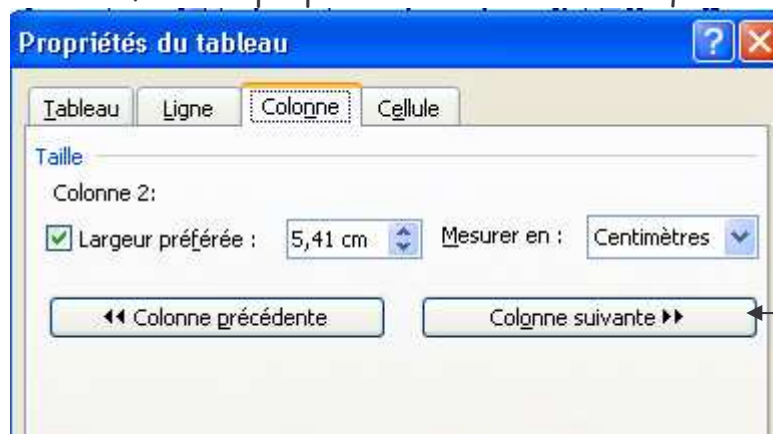 Propriétés du tableau
Tableau Ligne Colonne Cellule
Taille
Colonne 2:
Largeur préférée : 5,41 cm Mesurer en : Centimètres
Colonne précédente Colonne suivante